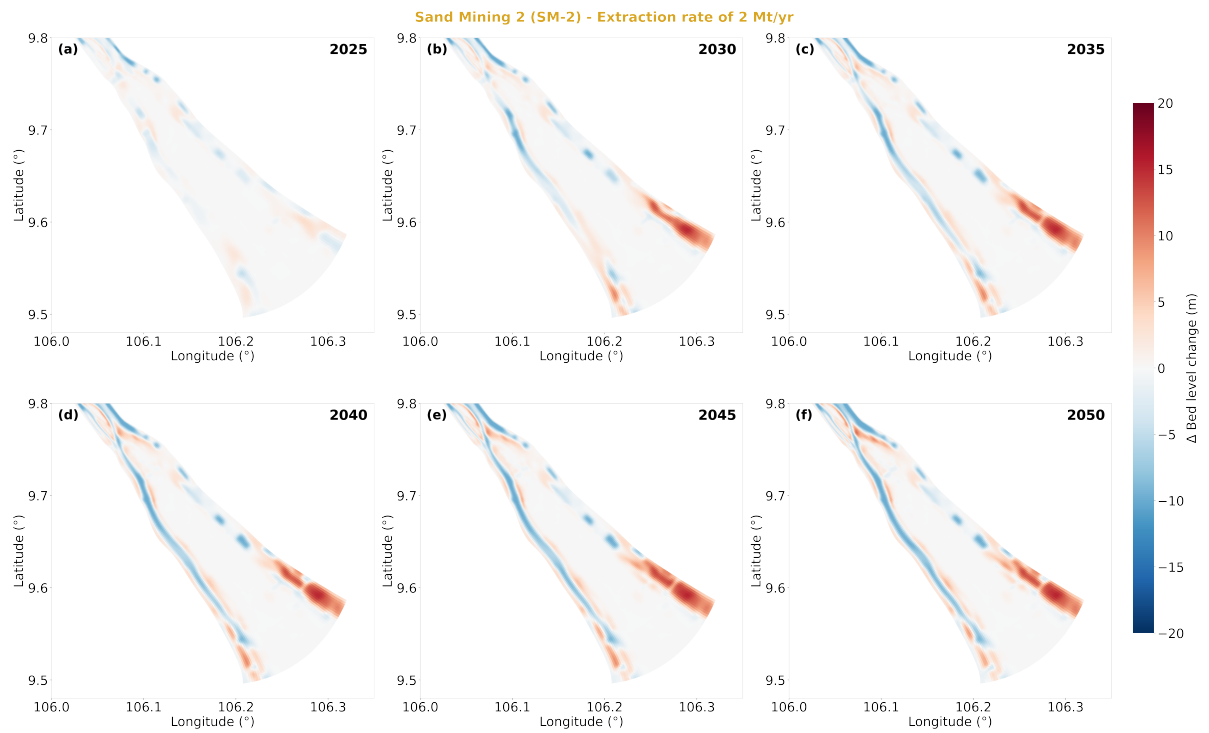 Sand Mining 2 (SM-2) - Extraction rate of 2 Mt/yr
(a) 2025
9.8
9.7
9.6
9.5
Latitude (°)
106.0 106.1 106.2 106.3
Longitude (°)
(b) 2030
9.8
9.7
9.6
9.5
Latitude (°)
106.0 106.1 106.2 106.3
Longitude (°)
(c) 2035
9.8
9.7
9.6
9.5
Latitude (°)
106.0 106.1 106.2 106.3
Longitude (°)
(d) 2040
9.8
9.7
9.6
9.5
Latitude (°)
106.0 106.1 106.2 106.3
Longitude (°)
(e) 2045
9.8
9.7
9.6
9.5
Latitude (°)
106.0 106.1 106.2 106.3
Longitude (°)
(f) 2050
9.8
9.7
9.6
9.5
Latitude (°)
106.0 106.1 106.2 106.3
Longitude (°)
20
15
10
5
0
−5
−10
−15
−20
Δ Bed level change (m)